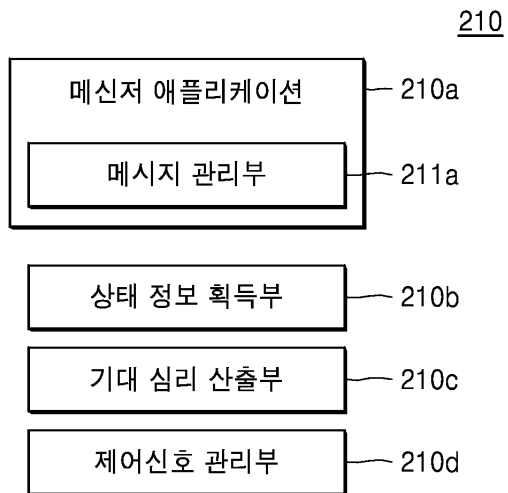 210
메신저 애플리케이션 210a
메시지 관리부 211a
상태 정보 획득부 210b
기대 심리 산출부 210c
제어신호 관리부 210d